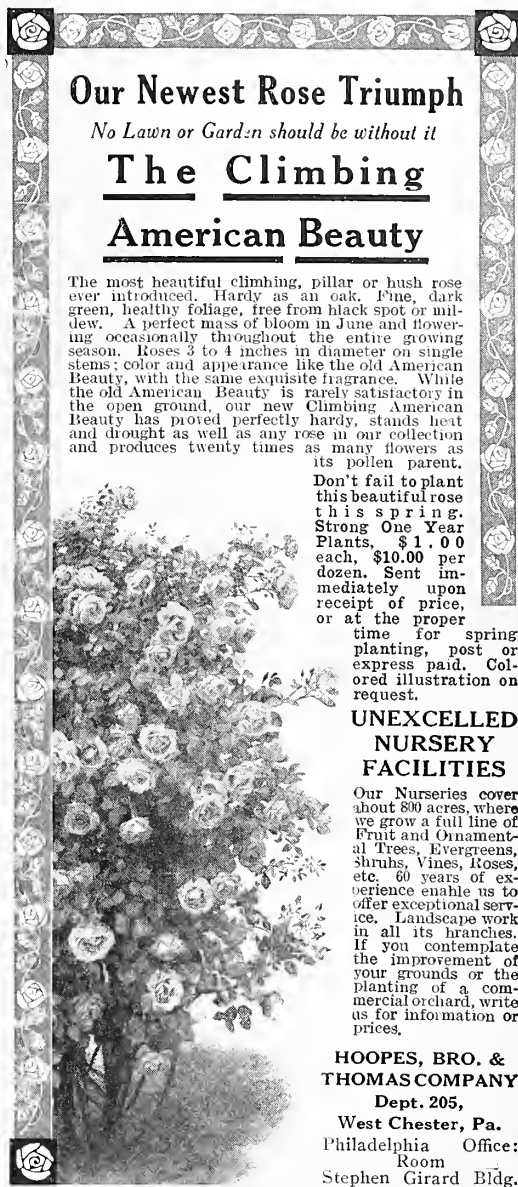 Our Newest Rose Triumph
No Lawn or Garden should be without it
The Climbing
American Beauty
The most beautiful climbing, pillar or bush rose
ever introduced. Hardy as an oak. Fine, dark
green, healthy foliage, free from black spot or mil-
dew. A perfect mass of bloom in June and flower-
ing occasionally throughout the entire growing
season. Roses 3 to 4 inches in diameter on single
stems; color and appearance like the old American
Beauty, with the same exquisite fragrance. While
the old American Beauty is rarely satisfactory in
the open ground, our new Climbing American
Beauty has proved perfectly hardy, stands heat
and drought as well as any rose in our collection
and produces twenty times as many flowers as
its pollen parent.
Don't fail to plant
this beautiful rose
this spring.
Strong One Year
Plants, $1.00
each, $10.00 per
dozen. Sent im-
mediately upon
receipt of price,
or at the proper
time for spring
planting, post or
express paid. Col-
ored illustration on
request.
UNEXCELLED
NURSERY
FACILITIES
Our Nurseries cover
about 800 acres, where
we grow a full line of
Fruit and Ornament-
al Trees, Evergreens,
Shrubs, Vines, Roses,
etc. 60 years of ex-
perience enable us to
offer exceptional serv-
ice. Landscape work
in all its branches.
If you contemplate
the improvement of
your grounds or the
planting of a com-
mercial orchard, write
us for information or
prices.
HOOPES, BRO. &
THOMAS COMPANY
Dept. 205,
West Chester, Pa.
Philadelphia Office:
Room
Stephen Girard Bldg.